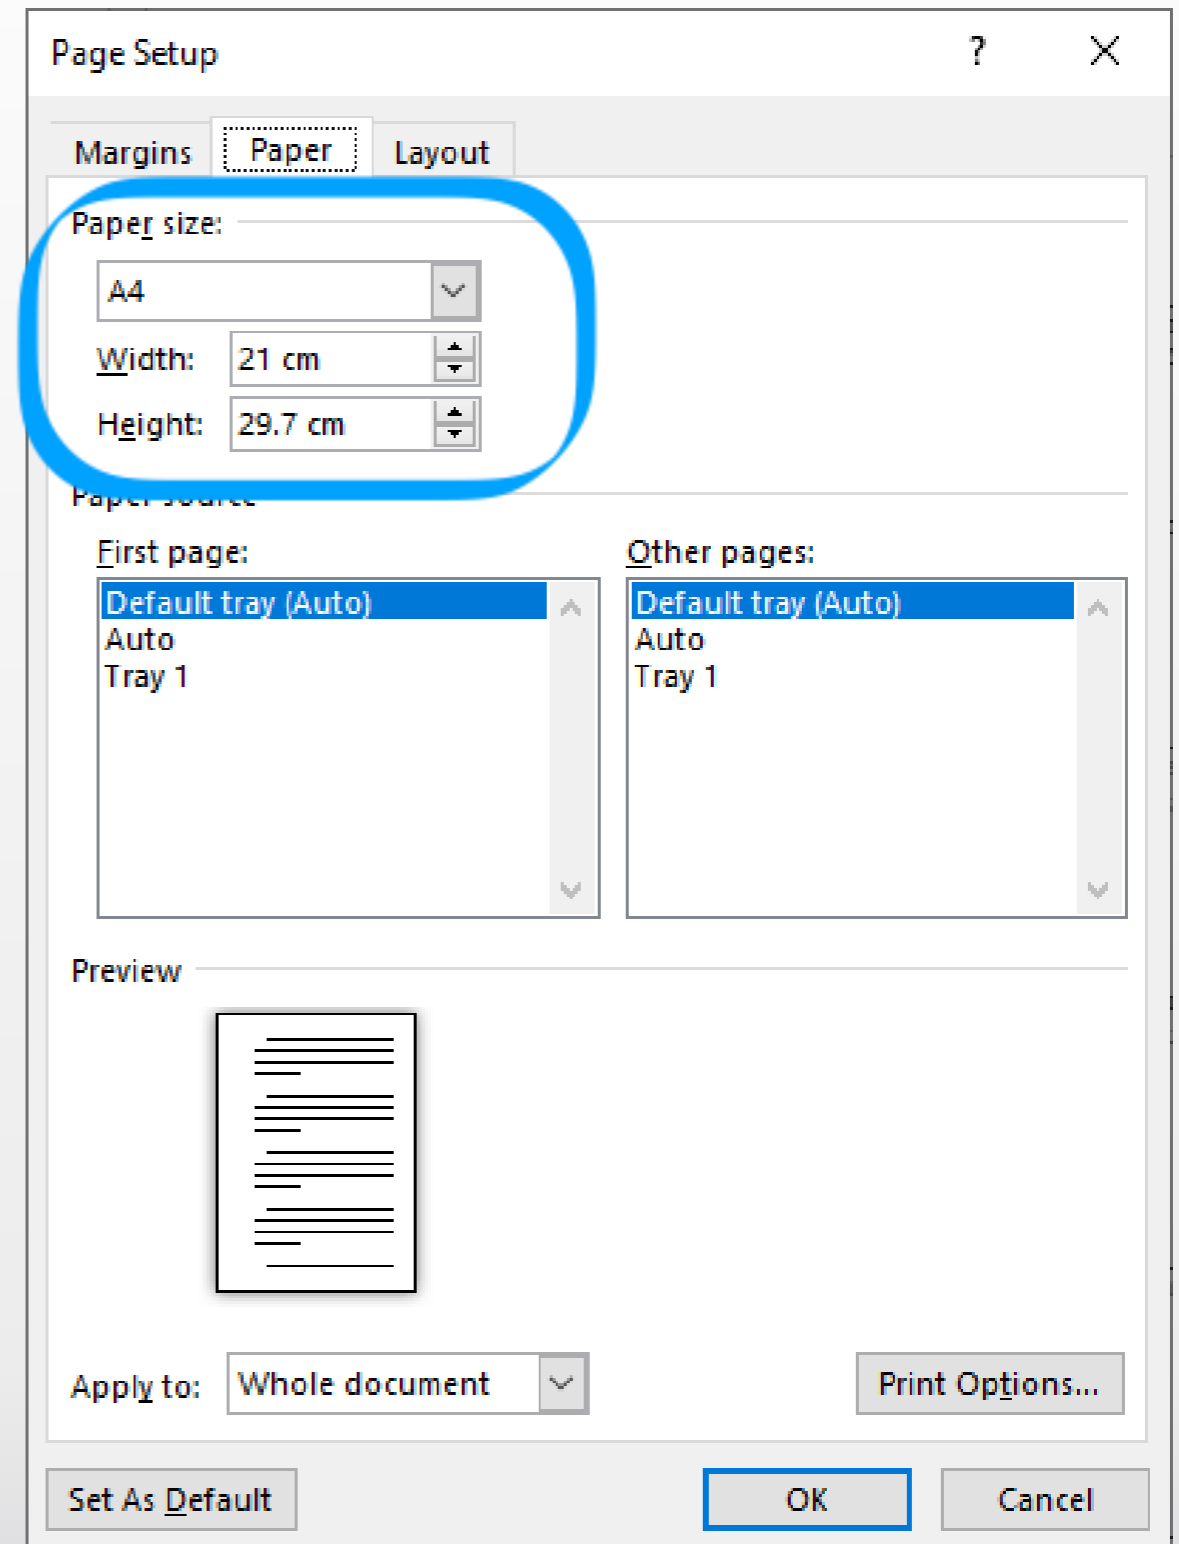 Page Setup ?
Margins Paper Layout
Paper size:
A4
Width: 21 cm
Height: 29.7 cm
Paper source
First page: Other pages:
Default tray (Auto) Default tray (Auto)
Auto Auto
Tray 1 Tray 1
Preview
Apply to: Whole document Print Options...
Set As Default OK Cancel